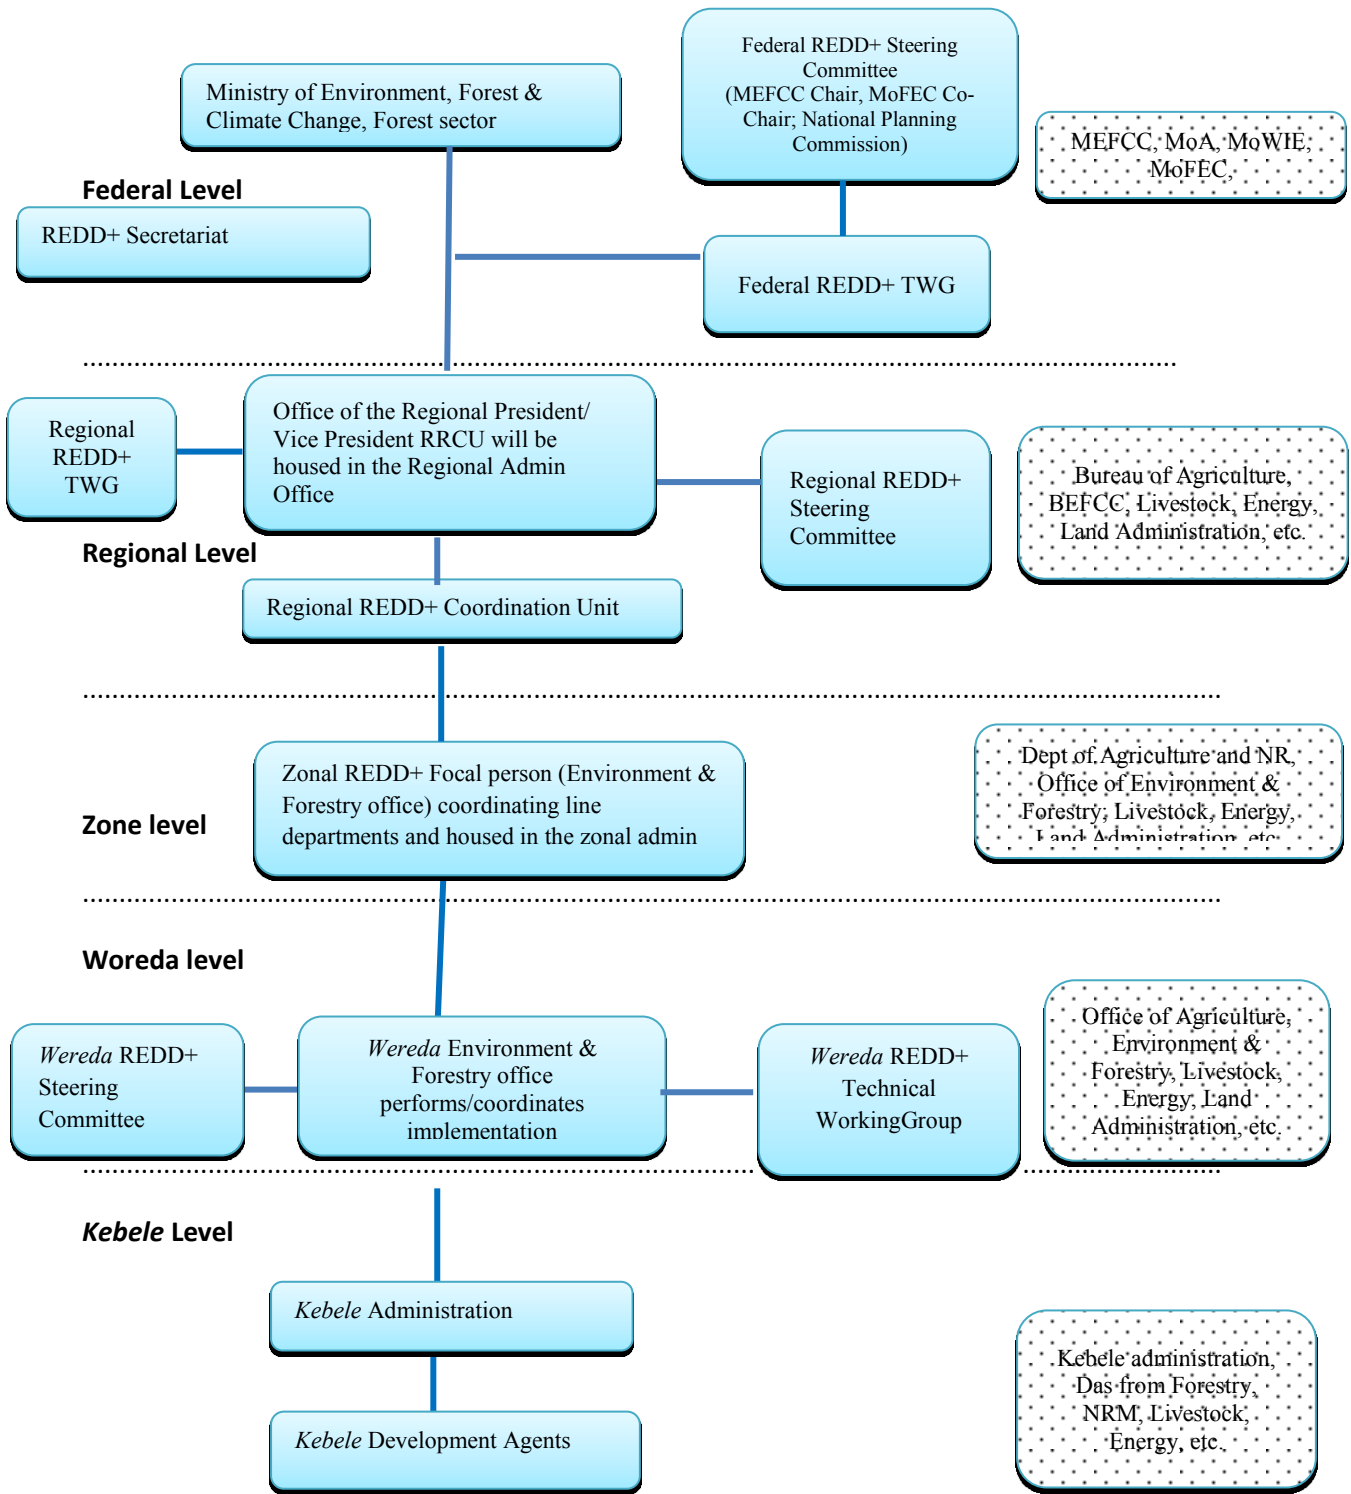 Federal REDD+ Steering
Committee
(MEFCC Chair, MoFEC Co-
Chair; National Planning
Commission)
Ministry of Environment, Forest &
Climate Change, Forest sector
MEFCC, MoA, MoWIE,
MoFEC,
Federal Level
REDD+ Secretariat
Federal REDD+ TWG
Regional
REDD+
TWG
Office of the Regional President/
Vice President RRCU will be
housed in the Regional Admin
Office
Regional REDD+
Steering
Committee
Bureau of Agriculture,
BEFCC, Livestock, Energy,
Land Administration, etc.
Regional Level
Regional REDD+ Coordination Unit
Zonal REDD+ Focal person (Environment &
Forestry office) coordinating line
departments and housed in the zonal admin
Dept of Agriculture and NR,
Office of Environment &
Forestry; Livestock, Energy,
Land Administration, etc
Zone level
Woreda level
Wereda REDD+
Steering
Committee
Wereda Environment &
Forestry office
performs/coordinates
implementation
Wereda REDD+
Technical
WorkingGroup
Office of Agriculture,
Environment &
Forestry, Livestock,
Energy, Land
Administration, etc.
Kebele Level
Kebele Administration
Kebele Development Agents
Kebele administration,
Das from Forestry,
NRM, Livestock,
Energy, etc.